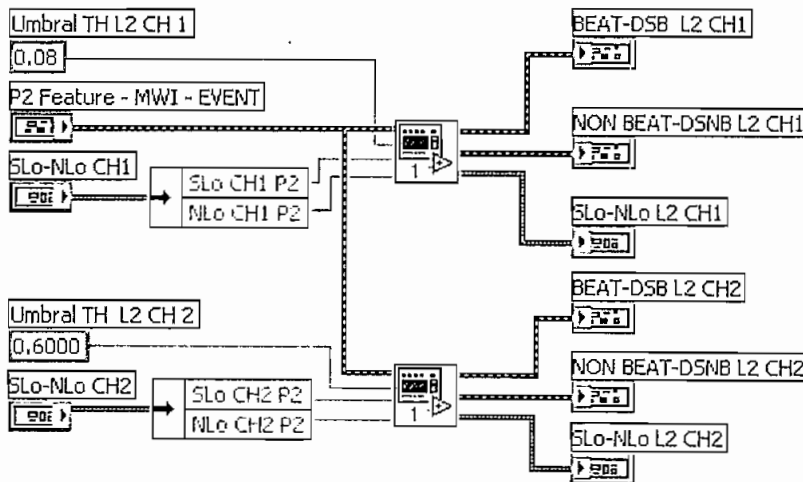 Umbral TH L2 CH 1
0,08
P2 Feature - MWI - EVENT
SLo-NLo CH1
SLo CH1 P2
NLo CH1 P2
1
BEAT-DSB L2 CH1
NON BEAT-DSNB L2 CH1
SLo-NLo L2 CH1
Umbral TH L2 CH 2
0,6000
SLo-NLo CH2
SLo CH2 P2
NLo CH2 P2
1
BEAT-DSB L2 CH2
NON BEAT-DSNB L2 CH2
SLo-NLo L2 CH2